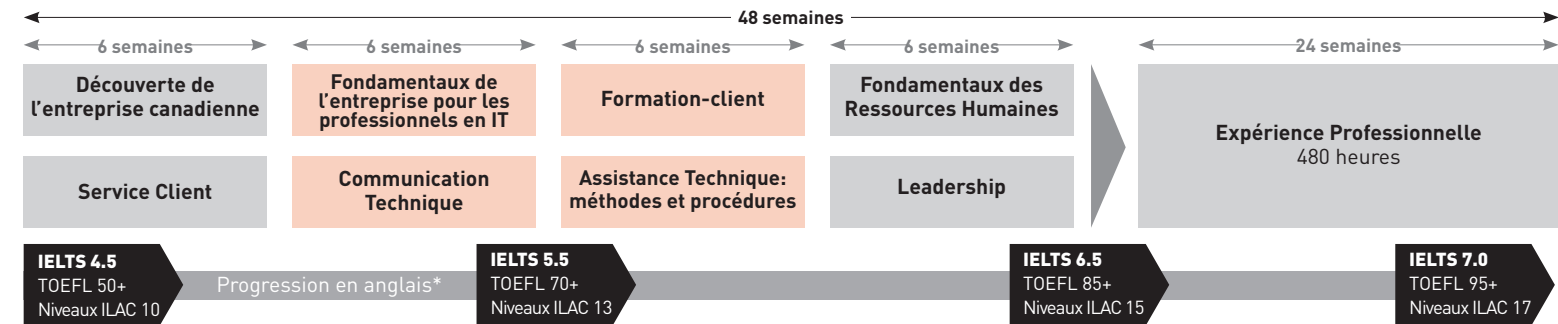 48 semaines
6 semaines
6 semaines
6 semaines
6 semaines
24 semaines
Découverte de
l'entreprise canadienne
Fondamentaux de
l'entreprise pour les
professionnels en IT
Formation-client
Fondamentaux des
Ressources Humaines
Expérience Professionnelle
480 heures
Service Client
Communication
Technique
Assistance Technique:
méthodes et procédures
Leadership
IELTS 4.5
TOEFL 50+
Niveaux ILAC 10
Progression en anglais*
IELTS 5.5
TOEFL 70+
Niveaux ILAC 13
IELTS 6.5
TOEFL 85+
Niveaux ILAC 15
IELTS 7.0
TOEFL 95+
Niveaux ILAC 17